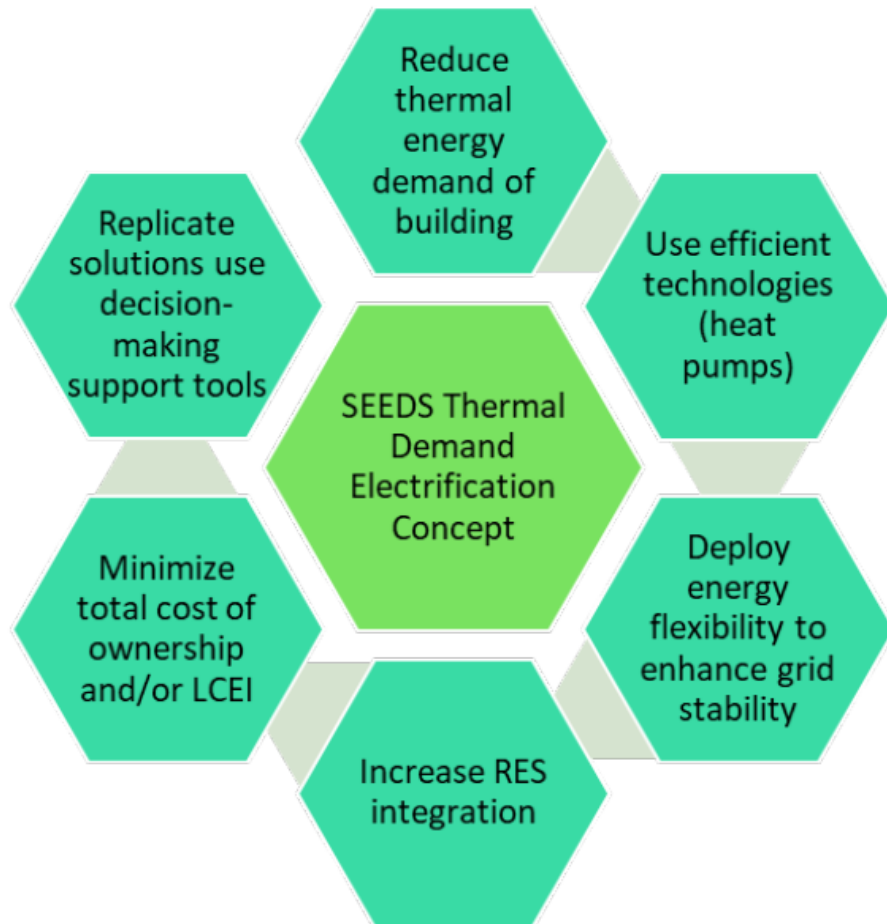 Reduce
thermal
energy
demand of
building
Use efficient
technologies
(heat
pumps)
Deploy
energy
flexibility to
enhance grid
stability
Increase RES
integration
Minimize
total cost of
ownership
and/or LCEI
Replicate
solutions use
decision-
making
support tools
SEEDS Thermal
Demand
Electrification
Concept